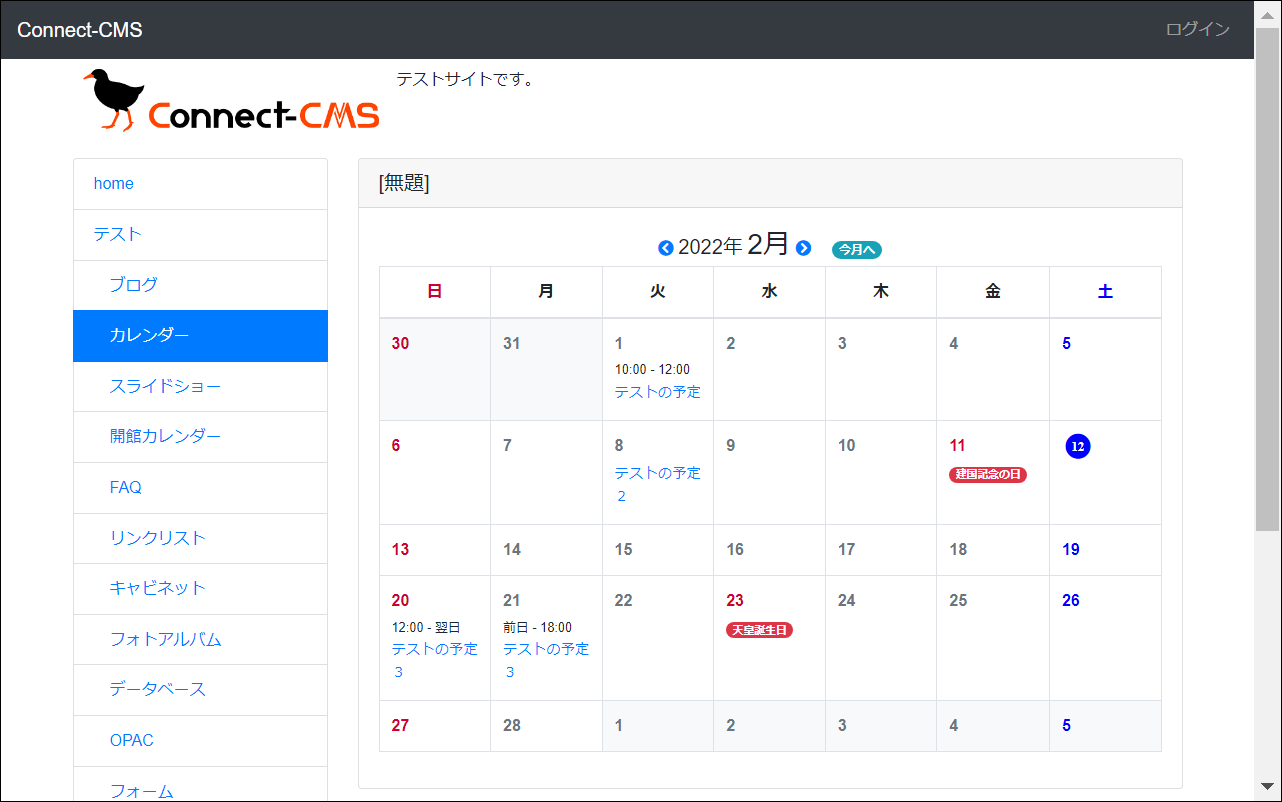 Connect-CMS
ログイン
Connect-CMS
テストサイトです。
home
テスト
ブログ
カレンダー
スライドショー
開館カレンダー
FAQ
リンクリスト
キャビネット
フォトアルバム
データベース
OPAC
フォーム
[無題]
2022年 2月 今月へ
日 月 火 水 木 金 土
30 31 1 2 3 4 5
10:00 - 12:00
テストの予定
6 7 8 9 10 11 12
テストの予定 建国記念の日
2
13 14 15 16 17 18 19
20 21 22 23 24 25 26
12:00 - 翌日 前日 - 18:00 天皇誕生日
テストの予定 テストの予定
3 3
27 28 1 2 3 4 5